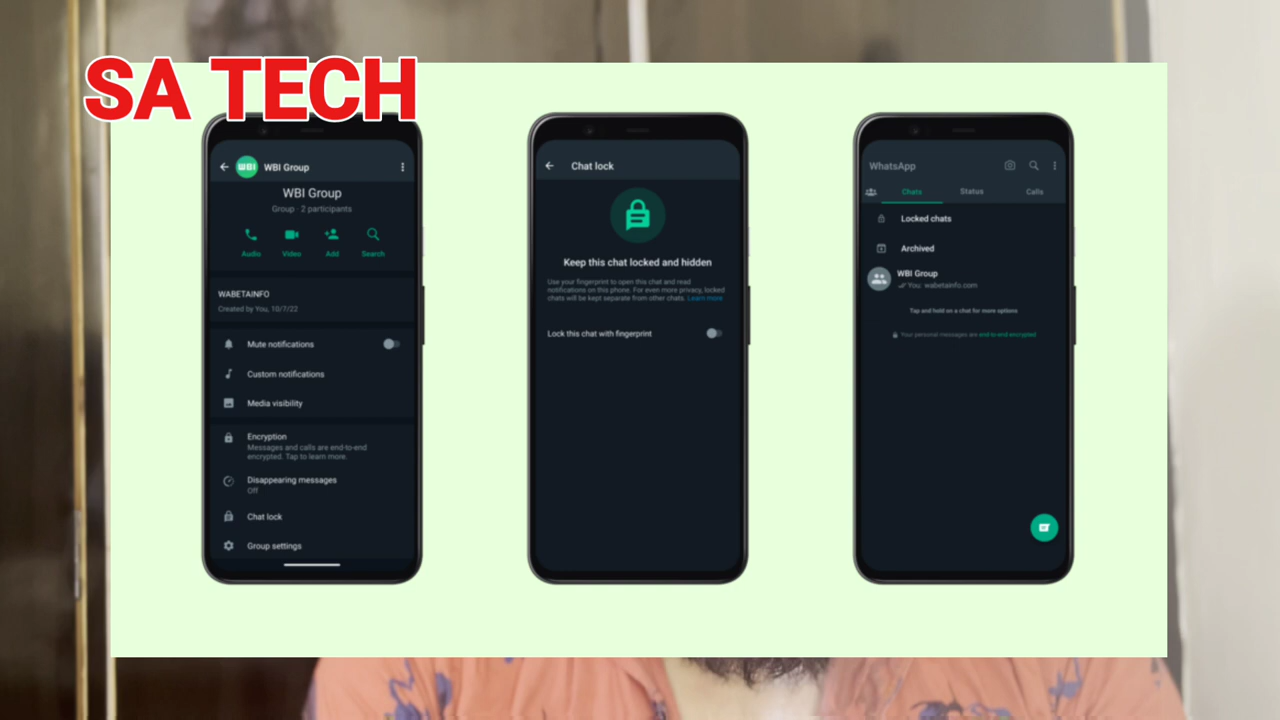 SA TECH
WBI
WBI Group
WBI Group
Group · 2 participants
Audio
Video
Add
Search
WABETAINFO
Created by You, 10/7/22
Mute notifications
Custom notifications
Media visibility
Encryption
Messages and calls are end-to-end
encrypted. Tap to learn more.
Disappearing messages
Off
Chat lock
Group settings
Chat lock
Keep this chat locked and hidden
Use your fingerprint to open this chat and read
notifications on this phone. For even more privacy, locked
chats will be kept separate from other chats. Learn more
Lock this chat with fingerprint
WhatsApp
Chats
Status
Calls
Locked chats
Archived
WBI Group
You: wabetainfo.com
Tap and hold on a chat for more options
Your personal messages are end-to-end encrypted